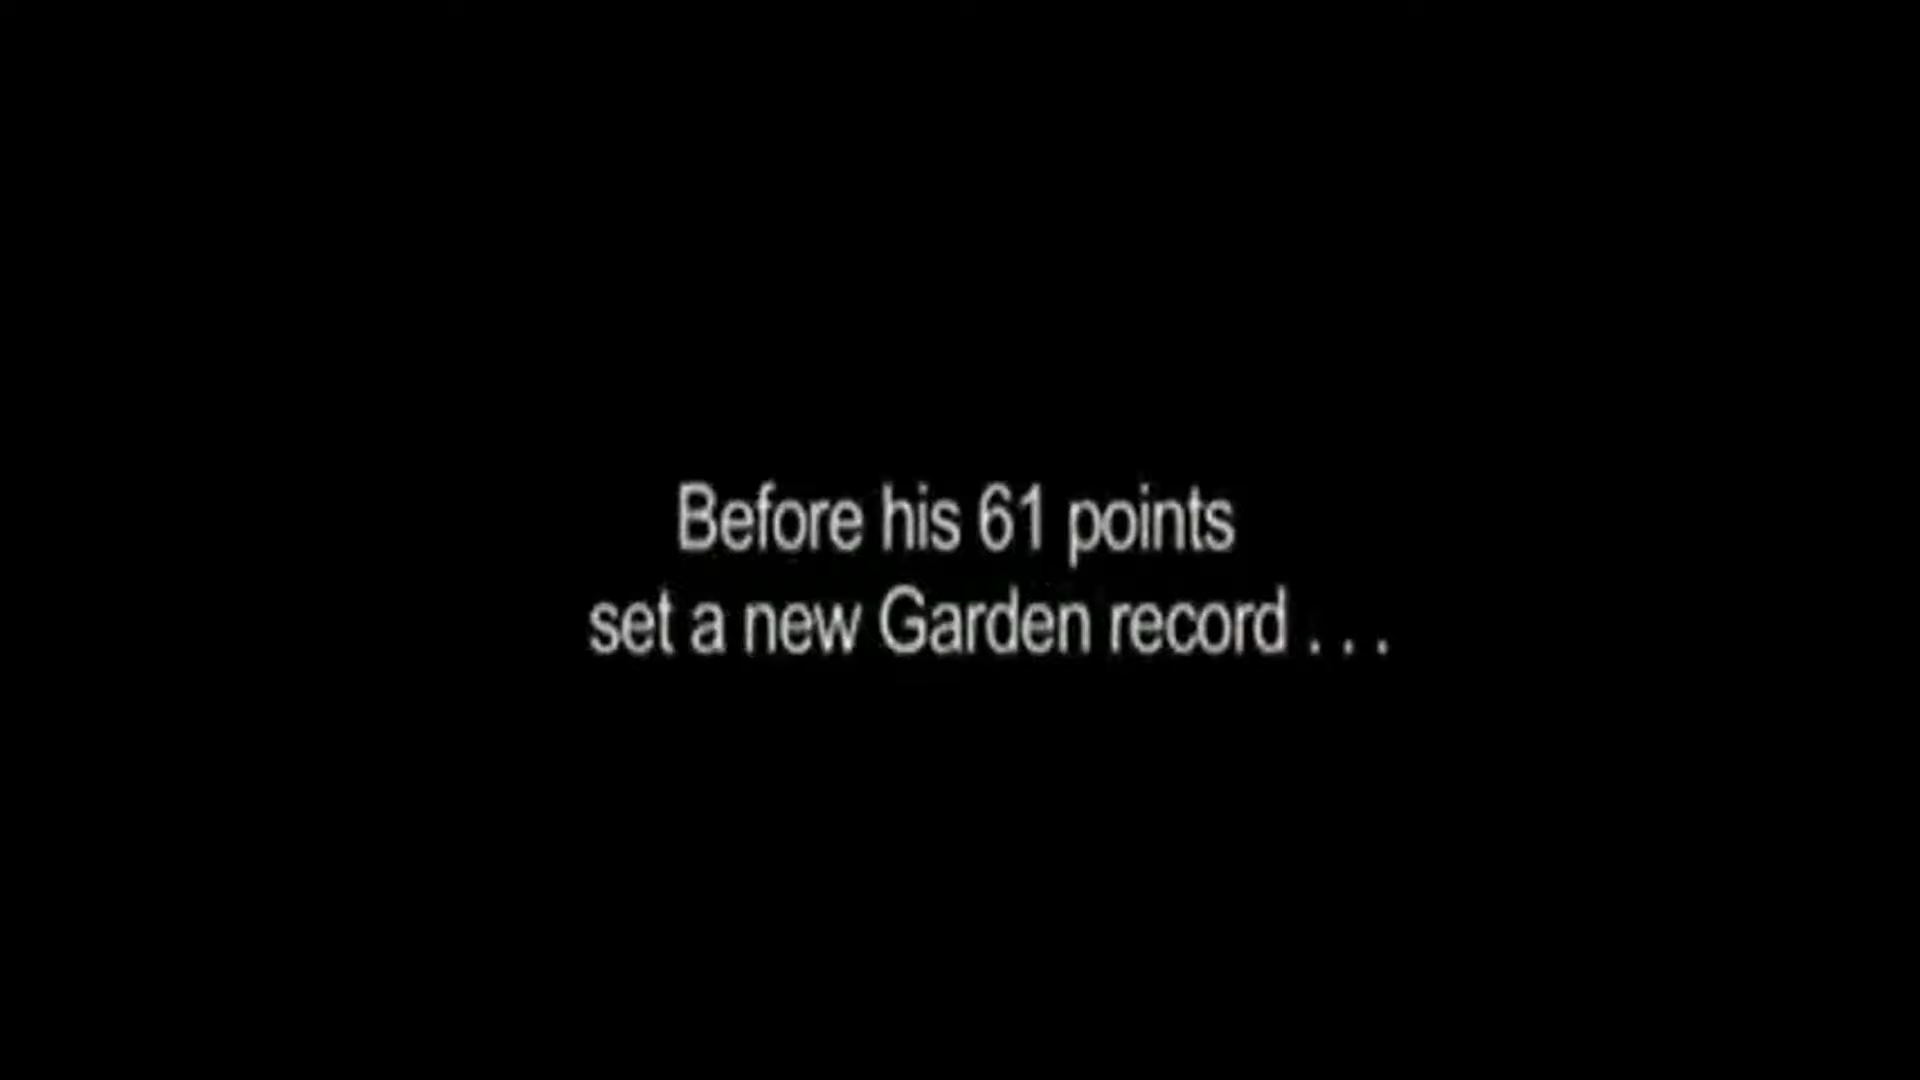 Before his 61 points
set a new Garden record . . .